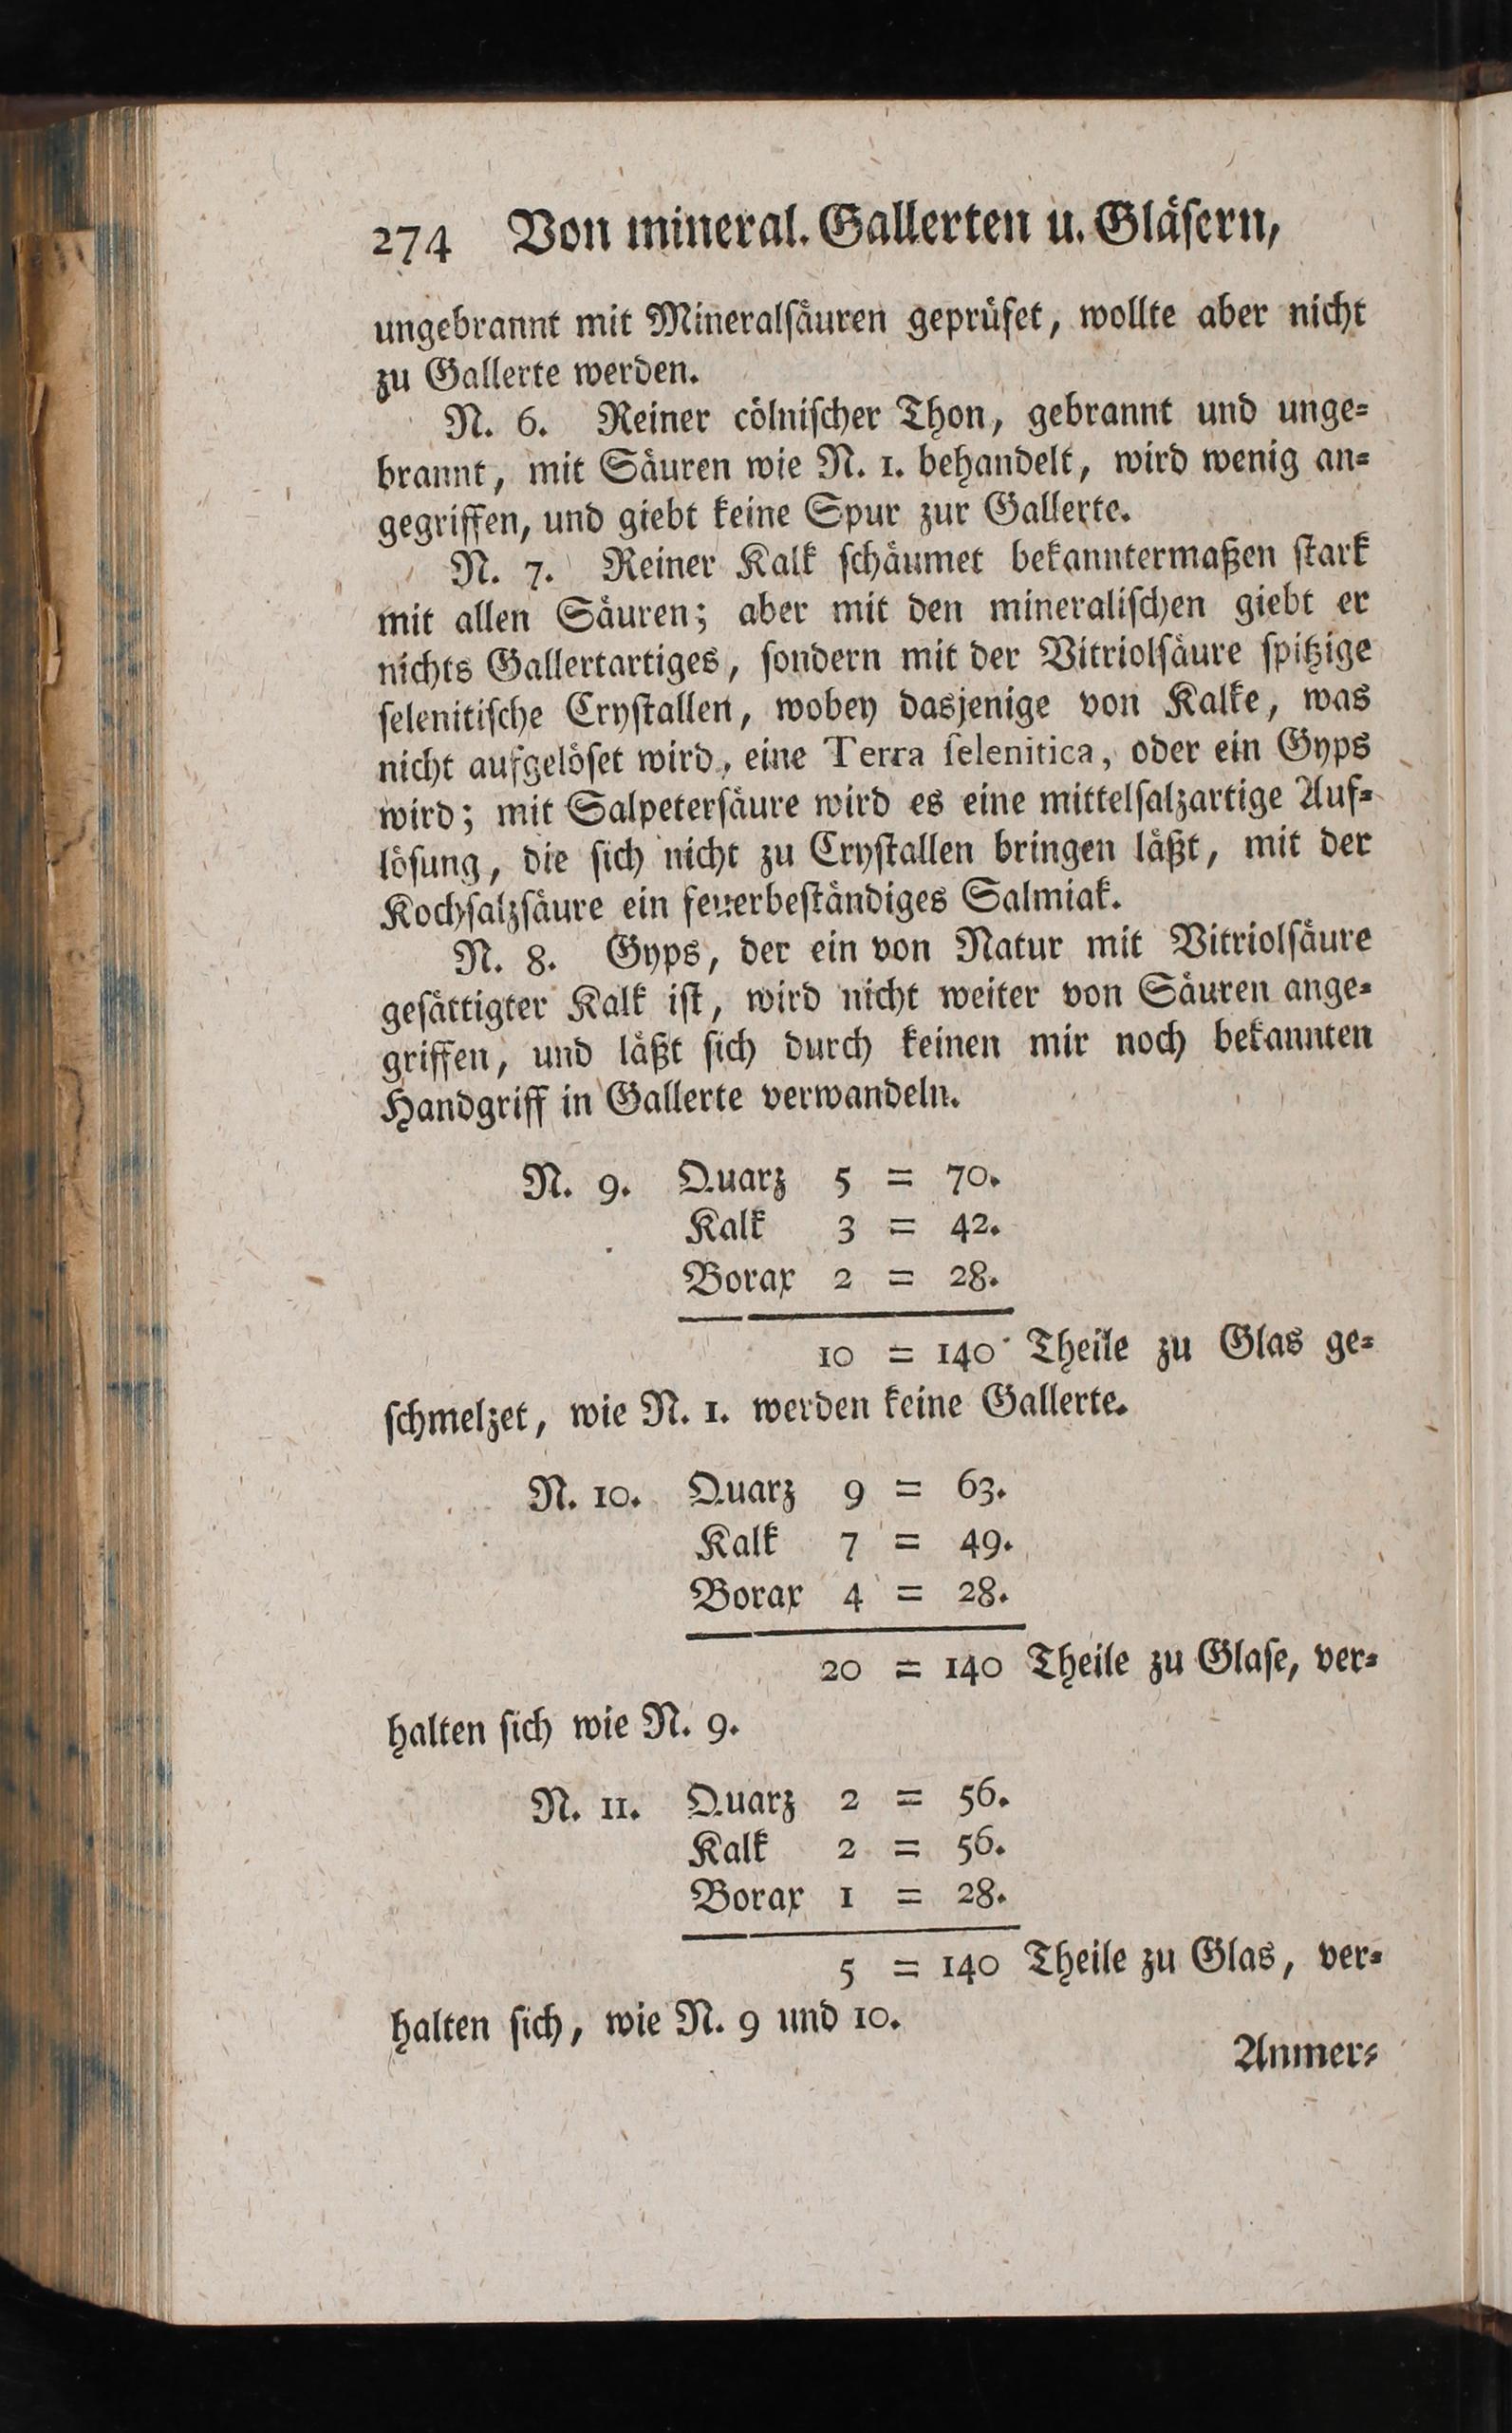 274 Von mineral. Gallerten u. Gläſern,
ungebrannt mit Mineralſäuren geprüfet, wollte aber nicht
zu Gallerte werden.
N. 6. Reiner cölniſcher Thon, gebrannt und unge=
brannt, mit Säuren wie N. 1. behandelt, wird wenig an=
gegriffen, und giebt keine Spur zur Gallerte.
N. 7. Reiner Kalk ſchäumet bekanntermaßen ſtark
mit allen Säuren; aber mit den mineraliſchen giebt er
nichts Gallertartiges, ſondern mit der Vitriolſäure ſpitzige
ſelenitiſche Cryſtallen, wobey dasjenige von Kalke, was
nicht aufgelöſet wird, eine Terra ſelenitica, oder ein Gyps
wird; mit Salpeterſäure wird es eine mittelſalzartige Auf=
löſung, die ſich nicht zu Cryſtallen bringen läßt, mit der
Kochſalzſäure ein feuerbeſtändiges Salmiak.
N. 8. Gyps, der ein von Natur mit Vitriolſäure
geſättigter Kalk iſt, wird nicht weiter von Säuren ange=
griffen, und läßt ſich durch keinen mir noch bekannten
Handgriff in Gallerte verwandeln.
N. 9. Quarz 5 = 70.
Kalk 3 = 42.
Borax 2 = 28.
10 = 140 Theile zu Glas ge=
ſchmelzet, wie N. 1. werden keine Gallerte.
N. 10. Quarz 9 = 63.
Kalk 7 = 49.
Borax 4 = 28.
20 = 140 Theile zu Glaſe, ver=
halten ſich wie N. 9.
N. 11. Quarz 2 = 56.
Kalk 2 = 56.
Borax 1 = 28.
5 = 140 Theile zu Glas, ver=
halten ſich, wie N. 9 und 10.
Anmer=